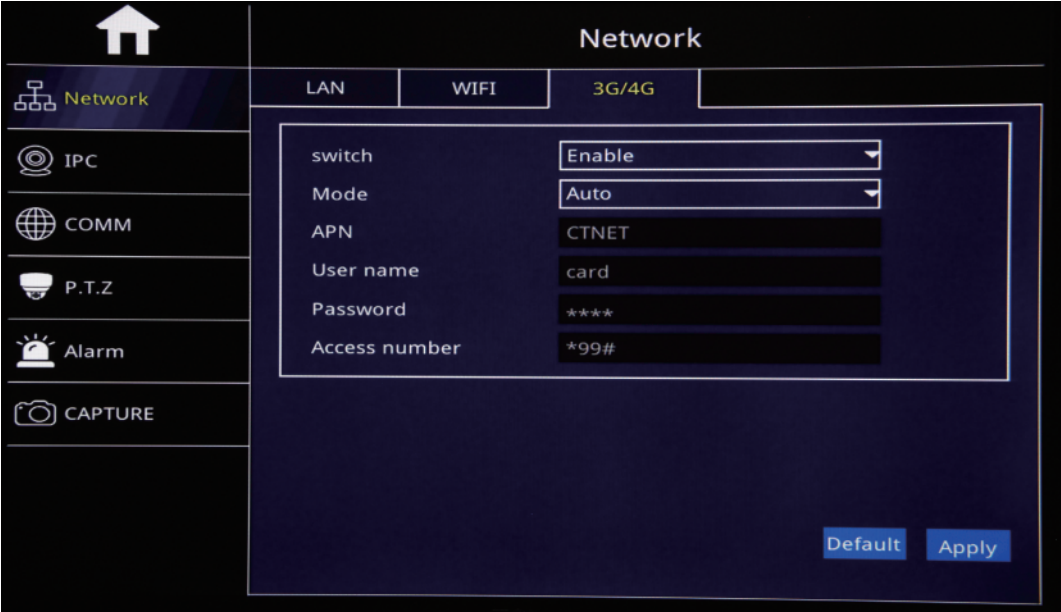 Network
Network
IPC
COMM
P.T.Z
Alarm
CAPTURE
LAN WIFI 3G/4G
switch Enable
Mode Auto
APN CTNET
User name card
Password ****
Access number *99#
Default Apply